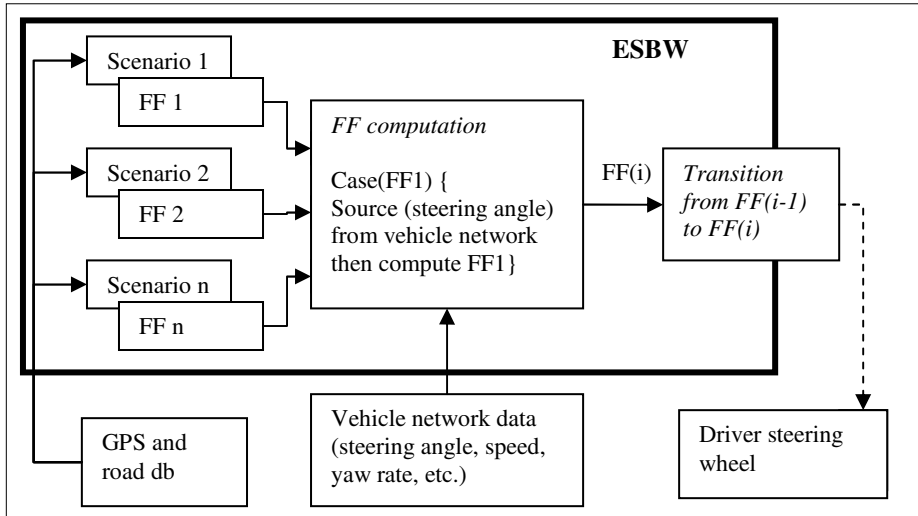 ESBW
Scenario 1
FF 1
Scenario 2
FF 2
Scenario n
FF n
FF computation
Case(FF1) {
Source (steering angle)
from vehicle network
then compute FF1}
FF(i)
Transition
from FF(i-1)
to FF(i)
GPS and
road db
Vehicle network data
(steering angle, speed,
yaw rate, etc.)
Driver steering
wheel